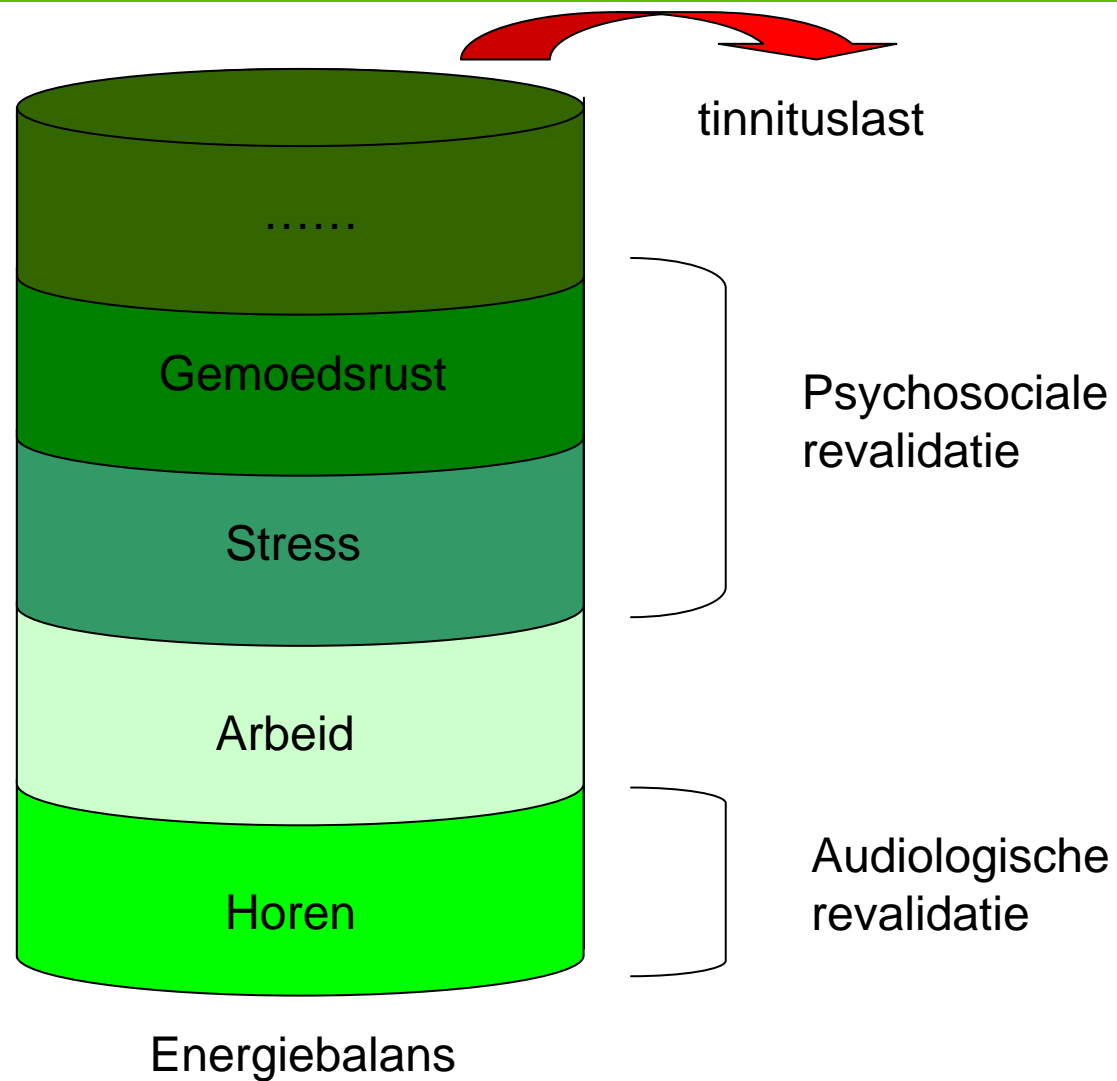 tinnituslast
......
Gemoedsrust
Psychosociale
revalidatie
Stress
Arbeid
Audiologische
revalidatie
Horen
Energiebalans